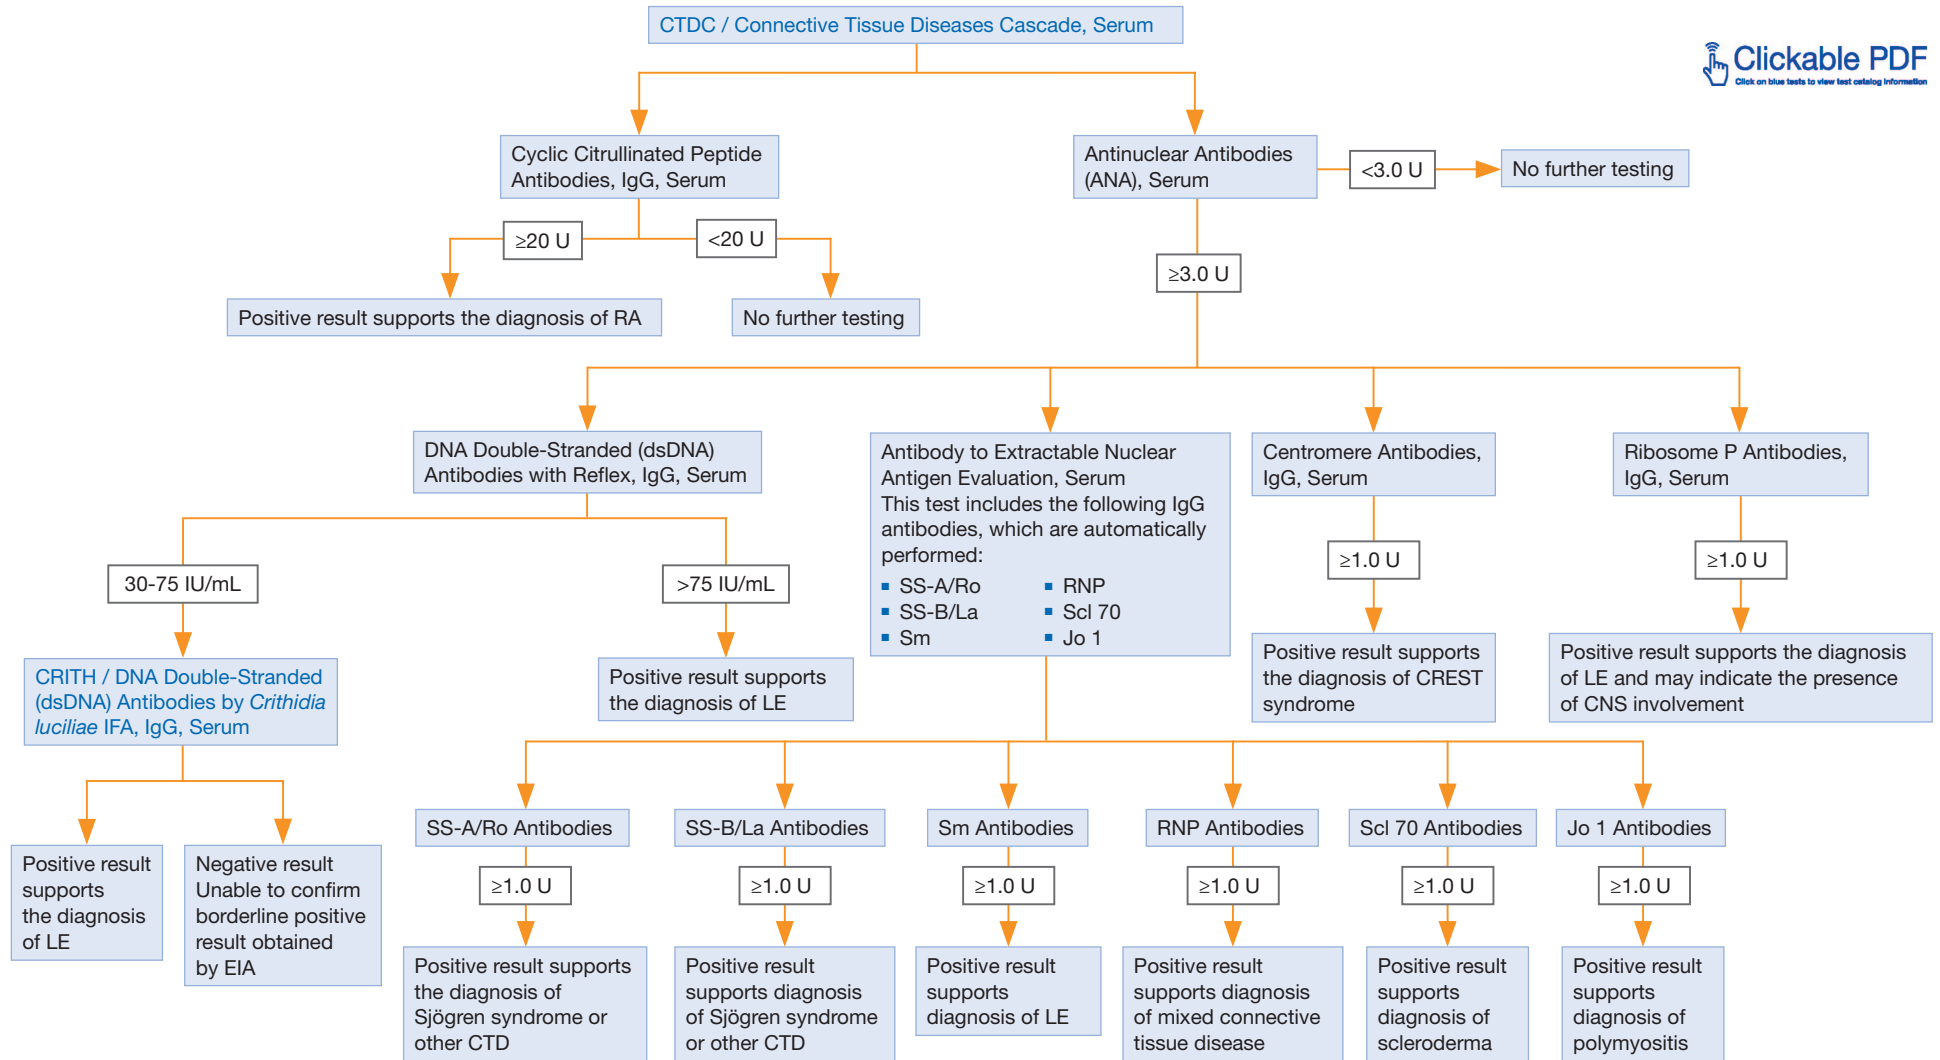 CTDC / Connective Tissue Diseases Cascade, Serum
Clickable PDF
Click on blue tests to view test catalog information
Cyclic Citrullinated Peptide
Antibodies, IgG, Serum
Antinuclear Antibodies
(ANA), Serum
<3.0 U
No further testing
≥20 U
<20 U
≥3.0 U
Positive result supports the diagnosis of RA
No further testing
DNA Double-Stranded (dsDNA)
Antibodies with Reflex, IgG, Serum
Antibody to Extractable Nuclear
Antigen Evaluation, Serum
This test includes the following IgG
antibodies, which are automatically
performed:
▪ SS-A/Ro
▪ SS-B/La
▪ Sm
▪ RNP
▪ Scl 70
▪ Jo 1
Centromere Antibodies,
IgG, Serum
Ribosome P Antibodies,
IgG, Serum
30-75 IU/mL
>75 IU/mL
≥1.0 U
≥1.0 U
CRITH / DNA Double-Stranded
(dsDNA) Antibodies by Crithidia
luciliae IFA, IgG, Serum
Positive result supports
the diagnosis of LE
Positive result supports
the diagnosis of CREST
syndrome
Positive result supports the diagnosis
of LE and may indicate the presence
of CNS involvement
Positive result
supports
the diagnosis
of LE
Negative result
Unable to confirm
borderline positive
result obtained
by EIA
SS-A/Ro Antibodies
SS-B/La Antibodies
Sm Antibodies
RNP Antibodies
Scl 70 Antibodies
Jo 1 Antibodies
≥1.0 U
≥1.0 U
≥1.0 U
≥1.0 U
≥1.0 U
≥1.0 U
Positive result supports
the diagnosis of
Sjögren syndrome or
other CTD
Positive result
supports diagnosis
of Sjögren syndrome
or other CTD
Positive result
supports
diagnosis of LE
Positive result
supports diagnosis
of mixed connective
tissue disease
Positive result
supports
diagnosis of
scleroderma
Positive result
supports
diagnosis of
polymyositis